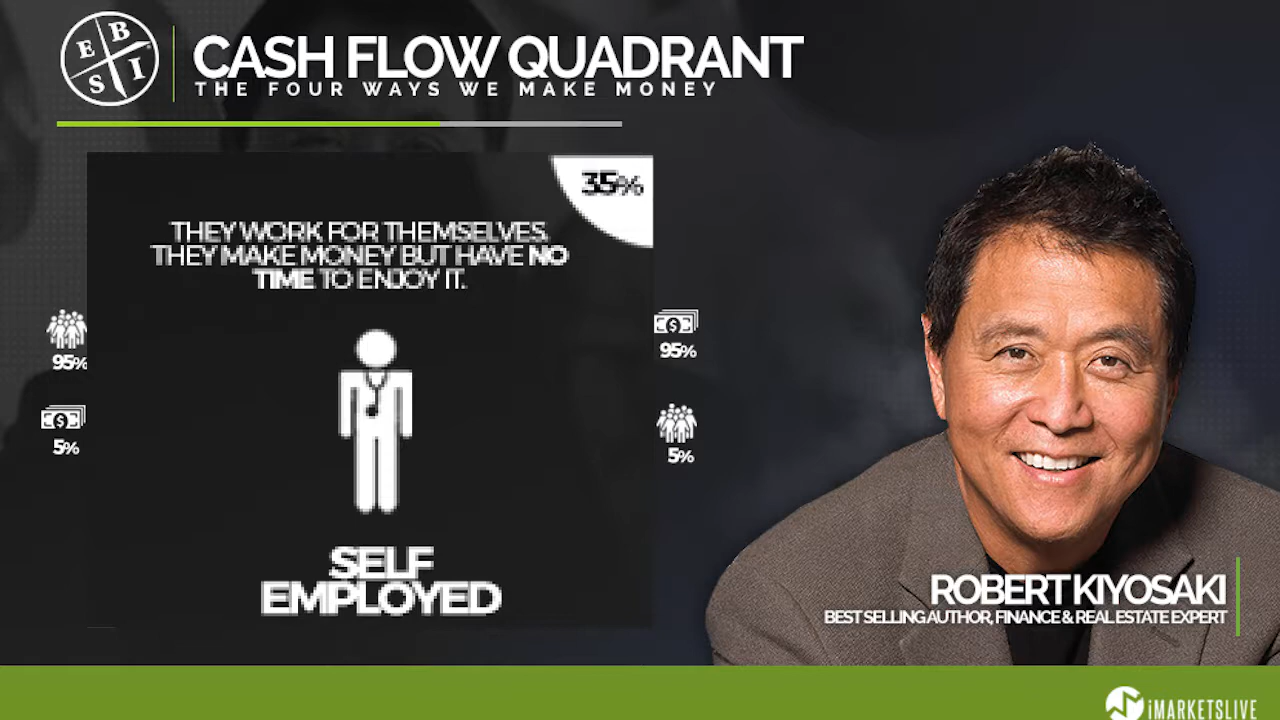 E B
S I
CASH FLOW QUADRANT
THE FOUR WAYS WE MAKE MONEY
35%
THEY WORK FOR THEMSELVES.
THEY MAKE MONEY BUT HAVE NO
TIME TO ENJOY IT.
95%
5%
95%
5%
SELF
EMPLOYED
ROBERT KIYOSAKI
BEST SELLING AUTHOR, FINANCE & REAL ESTATE EXPERT
iMARKETSLIVE